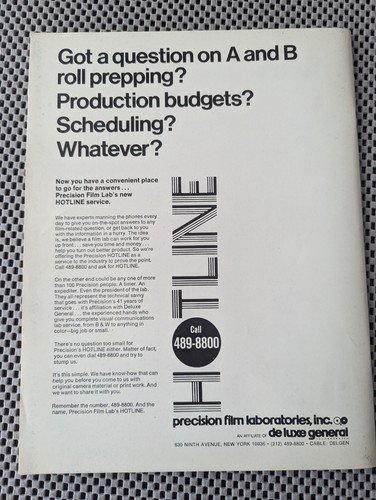 Got a question on A and B
roll prepping?
Production budgets?
Scheduling?
Whatever?
Now you have a convenient place
to go for the answers...
Precision Film Lab's new
HOTLINE service.
We have experts manning the phones every
day to give you on-the-spot answers to any
film-related question, or get back to you
with the information in a hurry. The idea
is, we believe a film lab can work for you
up front... save you time and money...
help you turn out better product. So we're
offering the Precision HOTLINE as a
service to the industry to prove the point.
Call 489-8800 and ask for HOTLINE.
On the other end could be any one of more
than 100 Precision people. A timer. An
expediter. Even the president of the lab.
They all represent the technical savvy
that goes with Precision's 41 years of
service... it's affiliation with Deluxe
General... the experienced hands who
give you complete visual communications
lab service, from B & W to anything in
color–big job or small.
There's no question too small for
Precision's HOTLINE either. Matter of fact,
you can even dial 489-8800 and try to
stump us.
It's this simple. We have know-how that can
help you before you come to us with
original camera material or print work. And
we want to share it with you.
Remember the number, 489-8800. And the
name, Precision Film Lab's HOTLINE.
HOTLINE
Call
489-8800
precision film laboratories, inc.
AN AFFILIATE OF de luxe general
630 NINTH AVENUE, NEW YORK 10036 • (212) 489-8800 • CABLE: DELGEN